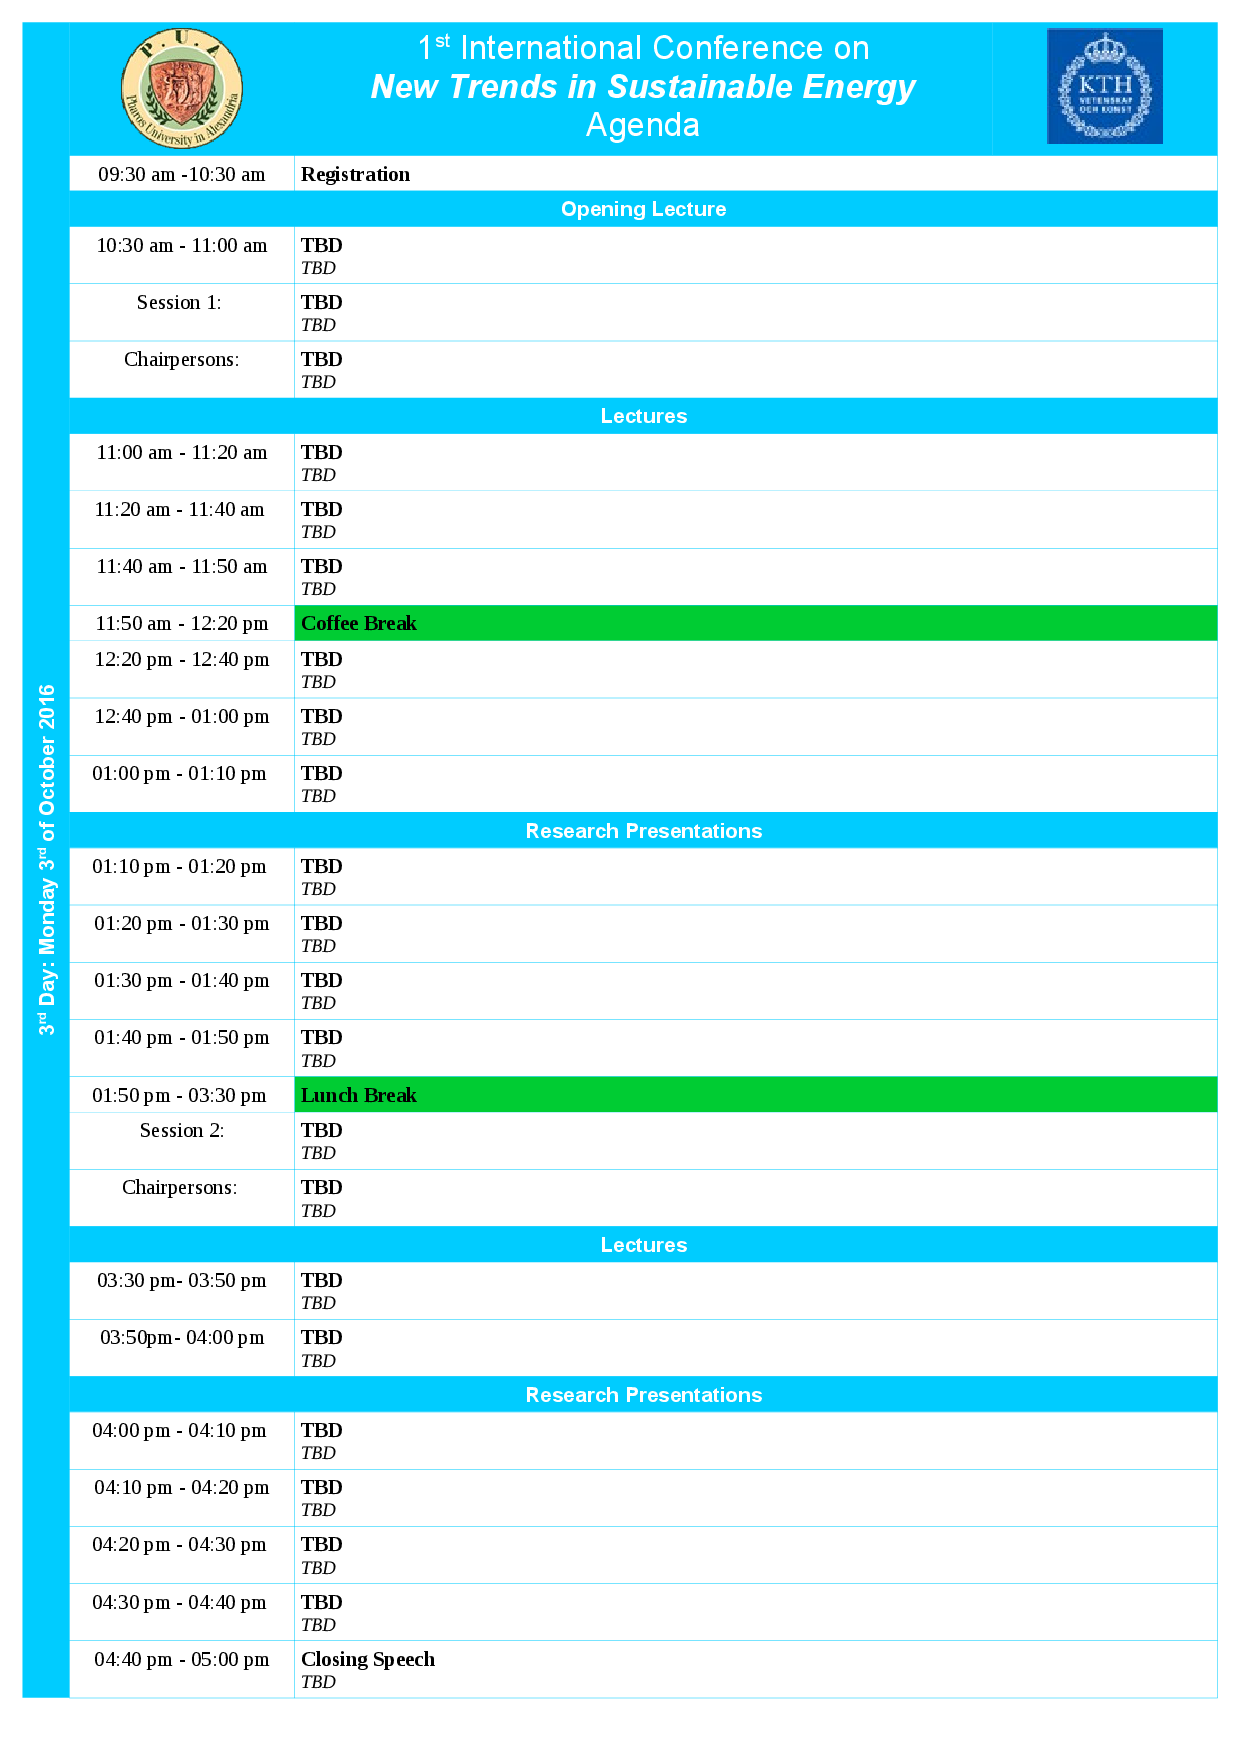 P.U.A
Pharos University in Alexandria
1st International Conference on
New Trends in Sustainable Energy
Agenda
KTH
VETENSKAP
OCH KONST
3rd Day: Monday 3rd of October 2016
09:30 am -10:30 am Registration
Opening Lecture
10:30 am - 11:00 am TBD
TBD
Session 1: TBD
TBD
Chairpersons: TBD
TBD
Lectures
11:00 am - 11:20 am TBD
TBD
11:20 am - 11:40 am TBD
TBD
11:40 am - 11:50 am TBD
TBD
11:50 am - 12:20 pm Coffee Break
12:20 pm - 12:40 pm TBD
TBD
12:40 pm - 01:00 pm TBD
TBD
01:00 pm - 01:10 pm TBD
TBD
Research Presentations
01:10 pm - 01:20 pm TBD
TBD
01:20 pm - 01:30 pm TBD
TBD
01:30 pm - 01:40 pm TBD
TBD
01:40 pm - 01:50 pm TBD
TBD
01:50 pm - 03:30 pm Lunch Break
Session 2: TBD
TBD
Chairpersons: TBD
TBD
Lectures
03:30 pm- 03:50 pm TBD
TBD
03:50pm- 04:00 pm TBD
TBD
Research Presentations
04:00 pm - 04:10 pm TBD
TBD
04:10 pm - 04:20 pm TBD
TBD
04:20 pm - 04:30 pm TBD
TBD
04:30 pm - 04:40 pm TBD
TBD
04:40 pm - 05:00 pm Closing Speech
TBD